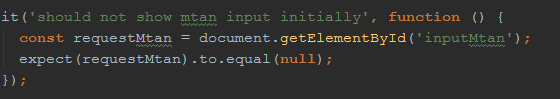 it('should not show mtan input initially', function () {
  const requestMtan = document.getElementById('inputMtan');
  expect(requestMtan).to.equal(null);
});